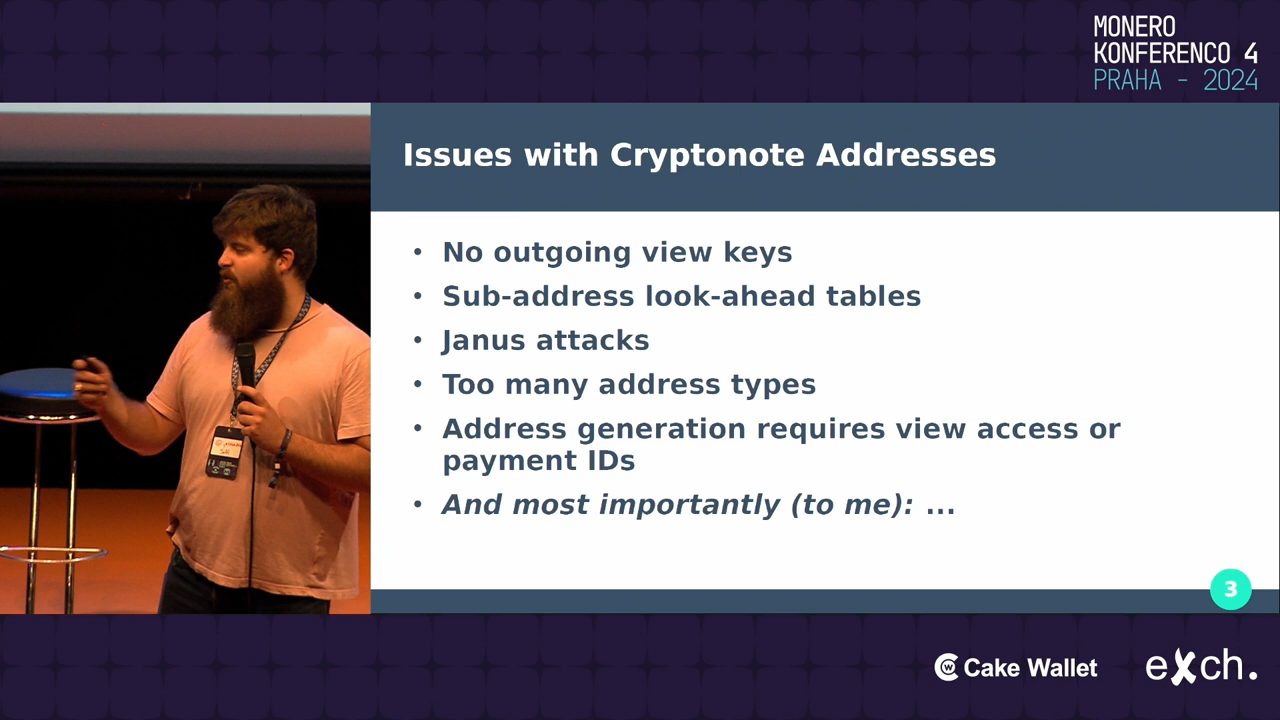 MONERO
KONFERENCO 4
PRAHA - 2024
Issues with Cryptonote Addresses
• No outgoing view keys
• Sub-address look-ahead tables
• Janus attacks
• Too many address types
• Address generation requires view access or
payment IDs
• And most importantly (to me): ...
3
Cake Wallet
eXch.